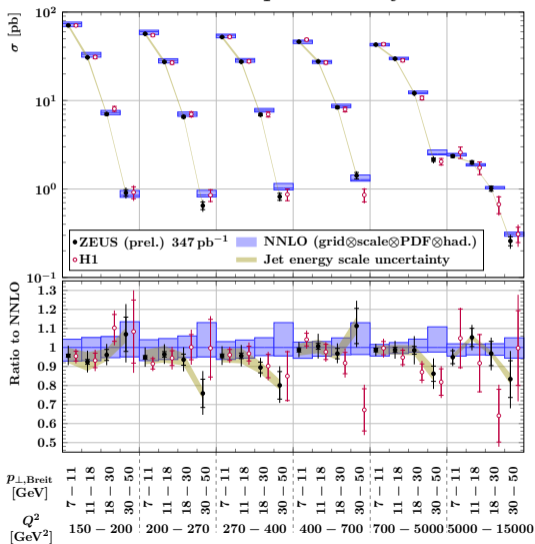 σ [pb]
10²
10¹
10⁰
10⁻¹
ZEUS (prel.) 347 pb⁻¹
NNLO (grid⊗scale⊗PDF⊗had.)
H1
Jet energy scale uncertainty
Ratio to NNLO
1.3
1.2
1.1
1
0.9
0.8
0.7
0.6
0.5
p⊥,Breit
[GeV]
7 − 11
11 − 18
18 − 30
30 − 50
7 − 11
11 − 18
18 − 30
30 − 50
7 − 11
11 − 18
18 − 30
30 − 50
7 − 11
11 − 18
18 − 30
30 − 50
7 − 11
11 − 18
18 − 30
30 − 50
7 − 11
11 − 18
18 − 30
30 − 50
Q²
[GeV²]
150 − 200
200 − 270
270 − 400
400 − 700
700 − 5000
5000 − 15000